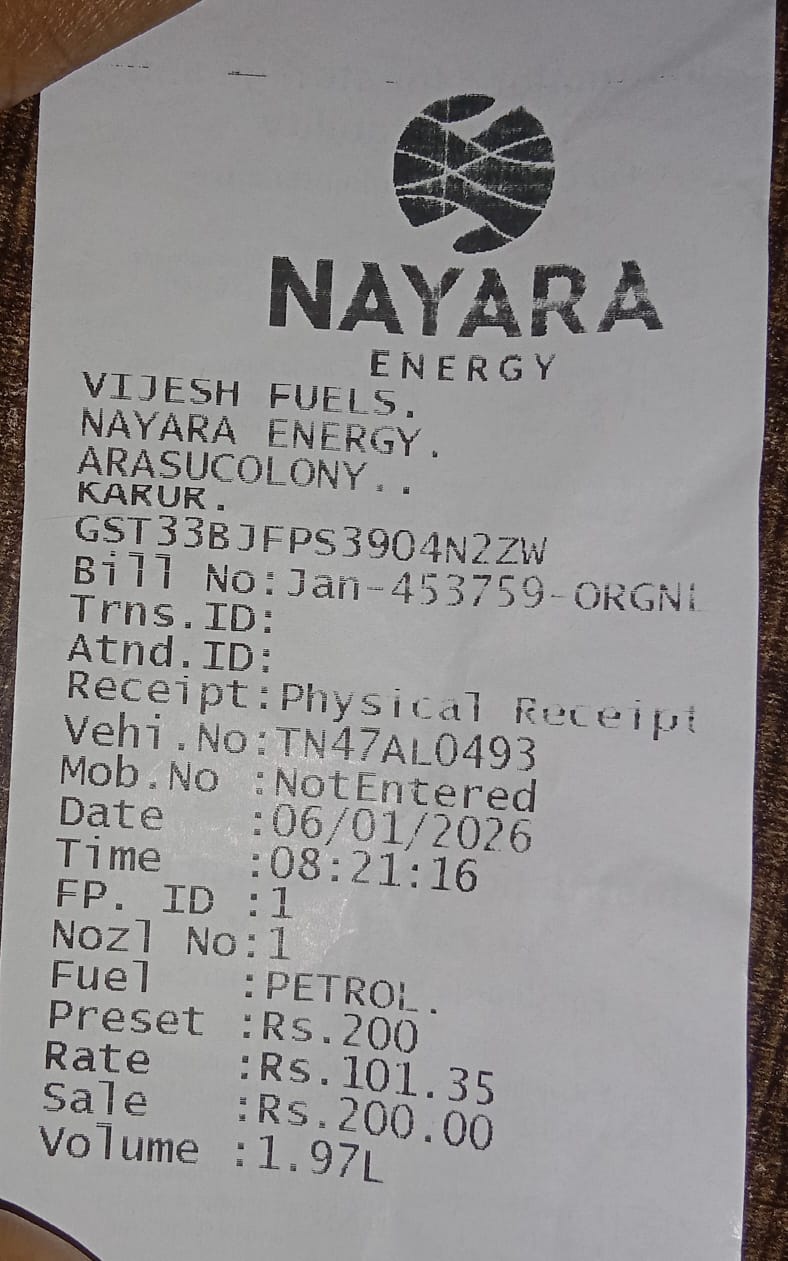 NAYARA
ENERGY
VIJESH FUELS.
NAYARA ENERGY.
ARASUCOLONY..
KARUR.
GST33BJFPS3904N2ZW
Bill No:Jan-453759-ORGNL
Trns.ID:
Atnd.ID:
Receipt:Physical Receipt
Vehi.No:TN47AL0493
Mob.No :NotEntered
Date :06/01/2026
Time :08:21:16
FP. ID :1
Nozl No:1
Fuel :PETROL.
Preset :Rs.200
Rate :Rs.101.35
Sale :Rs.200.00
Volume :1.97L